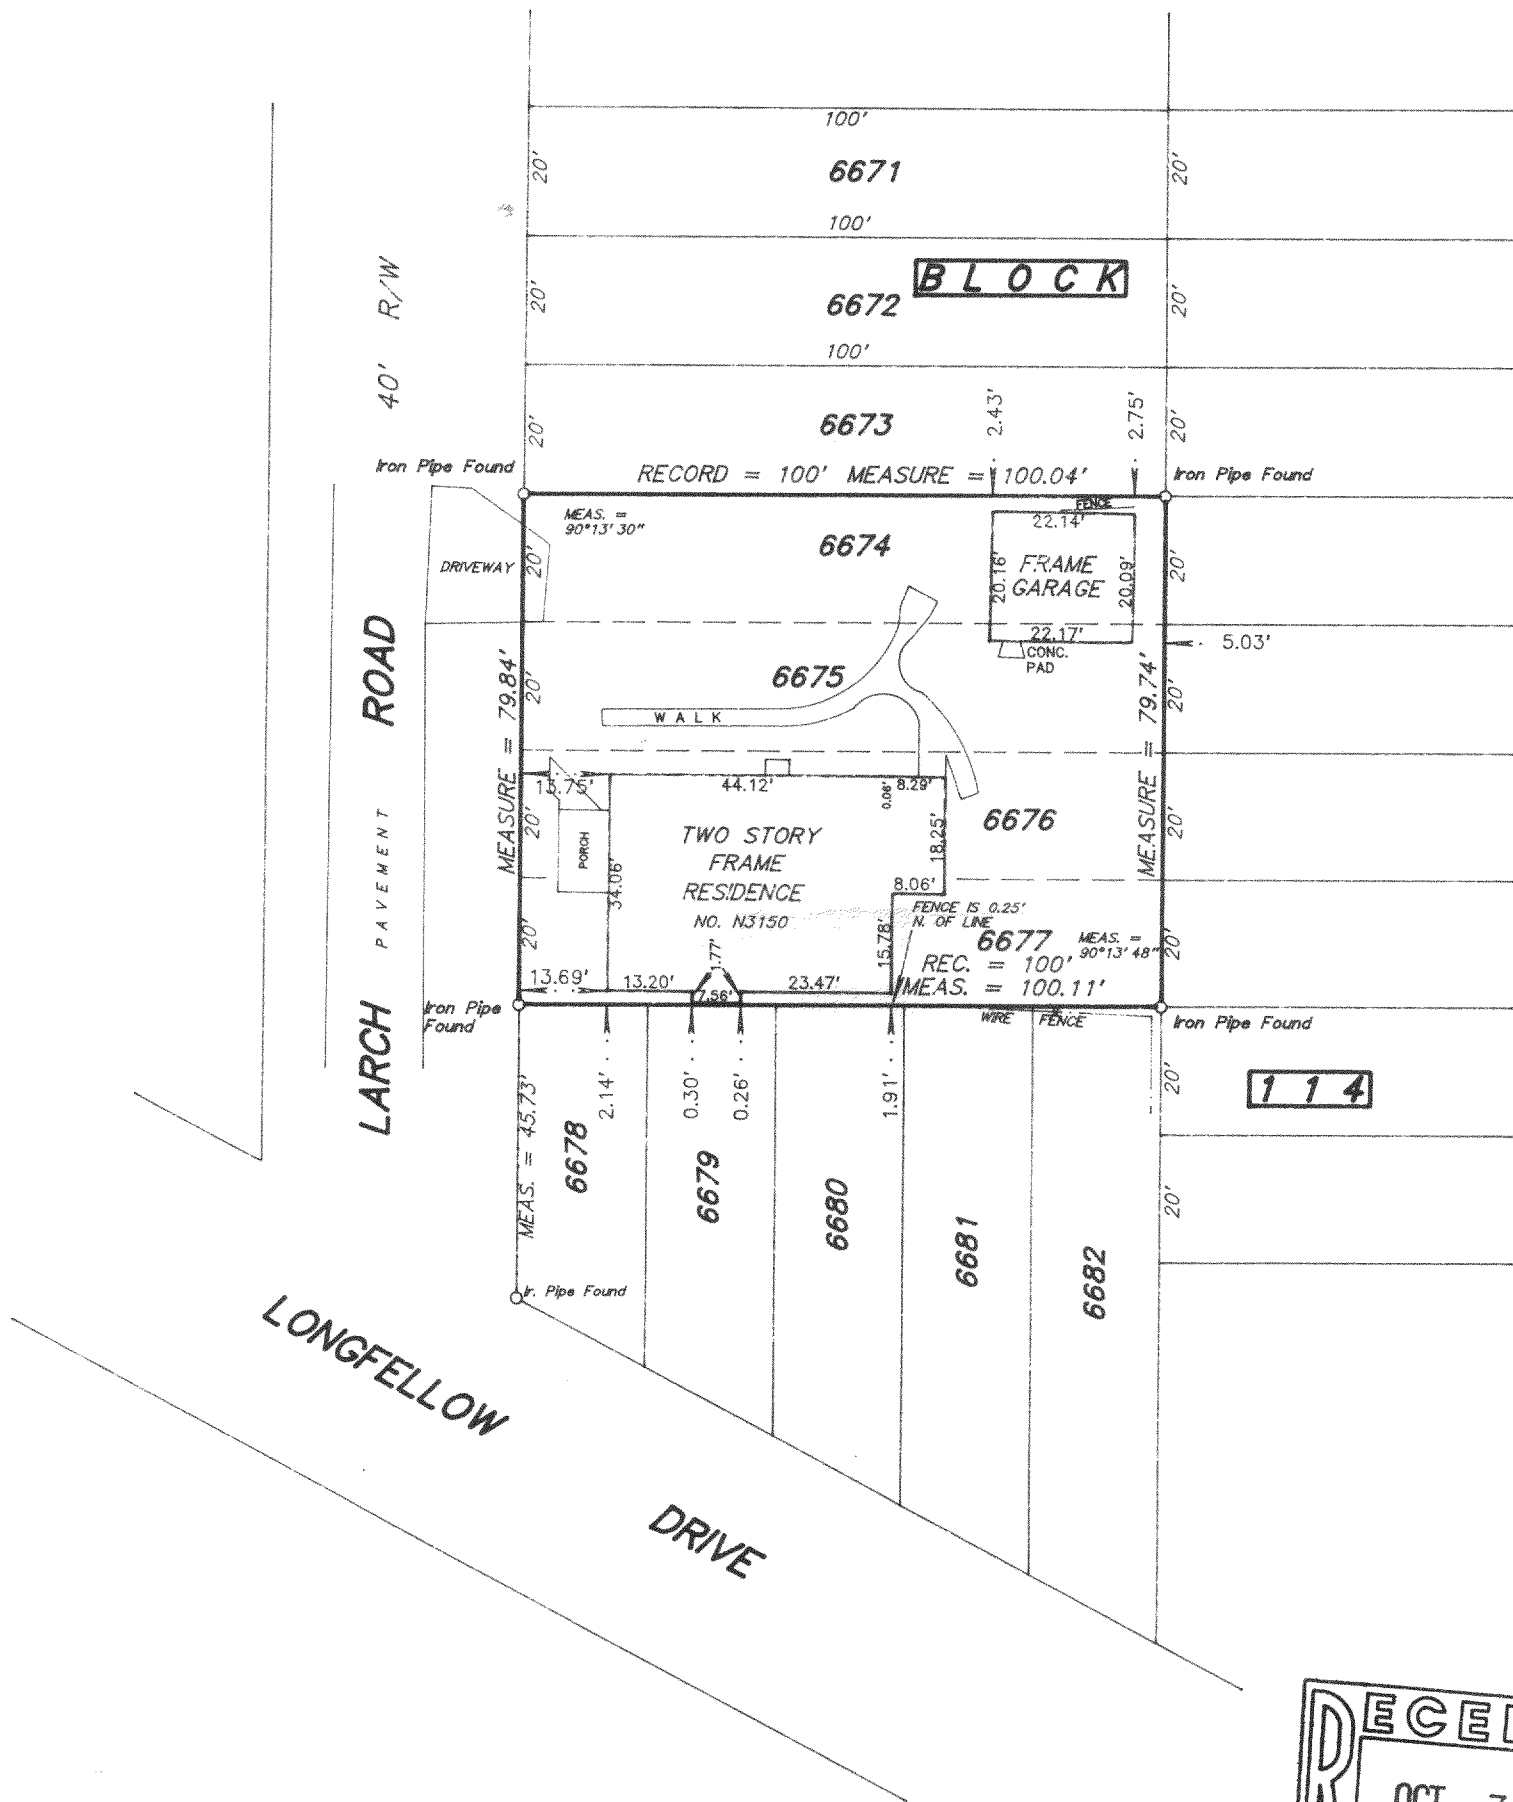 100'
20'
6671
20'
100'
BLOCK
20'
6672
20'
100'
40' R/W
20'
6673
2.43'
2.75'
20'
Iron Pipe Found
RECORD = 100' MEASURE = 100.04'
Iron Pipe Found
MEAS. =
90°13'30"
FENCE
22.14'
6674
DRIVEWAY
20'
20.16'
FRAME
GARAGE
20.09'
20'
22.17'
CONC.
PAD
5.03'
LARCH ROAD
PAVEMENT
MEASURE = 79.84'
20'
6675
MEASURE = 79.74'
20'
WALK
13.75'
44.12'
0.06'
8.29'
20'
PORCH
34.06'
TWO STORY
FRAME
RESIDENCE
NO. N3150
18.25'
6676
20'
8.06'
FENCE IS 0.25'
N. OF LINE
20'
15.78'
6677
MEAS. =
90°13'48"
20'
REC. = 100'
MEAS. = 100.11'
13.69'
13.20'
1.77'
7.56'
23.47'
Iron Pipe
Found
WIRE FENCE
Iron Pipe Found
2.14'
0.30'
0.26'
1.91'
20'
114
MEAS. = 45.73'
6678
6679
6680
6681
6682
20'
Ir. Pipe Found
LONGFELLOW
DRIVE
RECEI
OCT